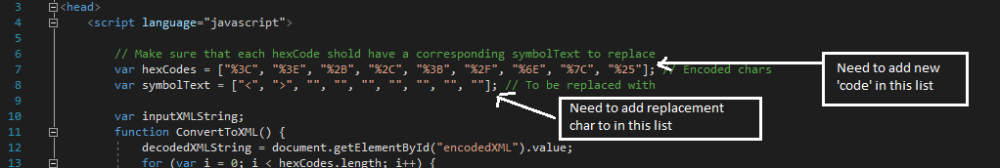 3 <head>
4 <script language="javascript">
5
6 // Make sure that each hexCode shold have a corresponding symbolText to replace
7 var hexCodes = ["%3C", "%3E", "%2B", "%2C", "%3B", "%2F", "%6E", "%7C", "%25"]; // Encoded chars
Need to add new
'code' in this list
8 var symbolText = ["<", ">", "", "", "", "", "", "", ""]; // To be replaced with
9
Need to add replacement
char to in this list
10 var inputXMLString;
11 function ConvertToXML() {
12 decodedXMLString = document.getElementById("encodedXML").value;
13 for (var i = 0; i < hexCodes.length; i++) {